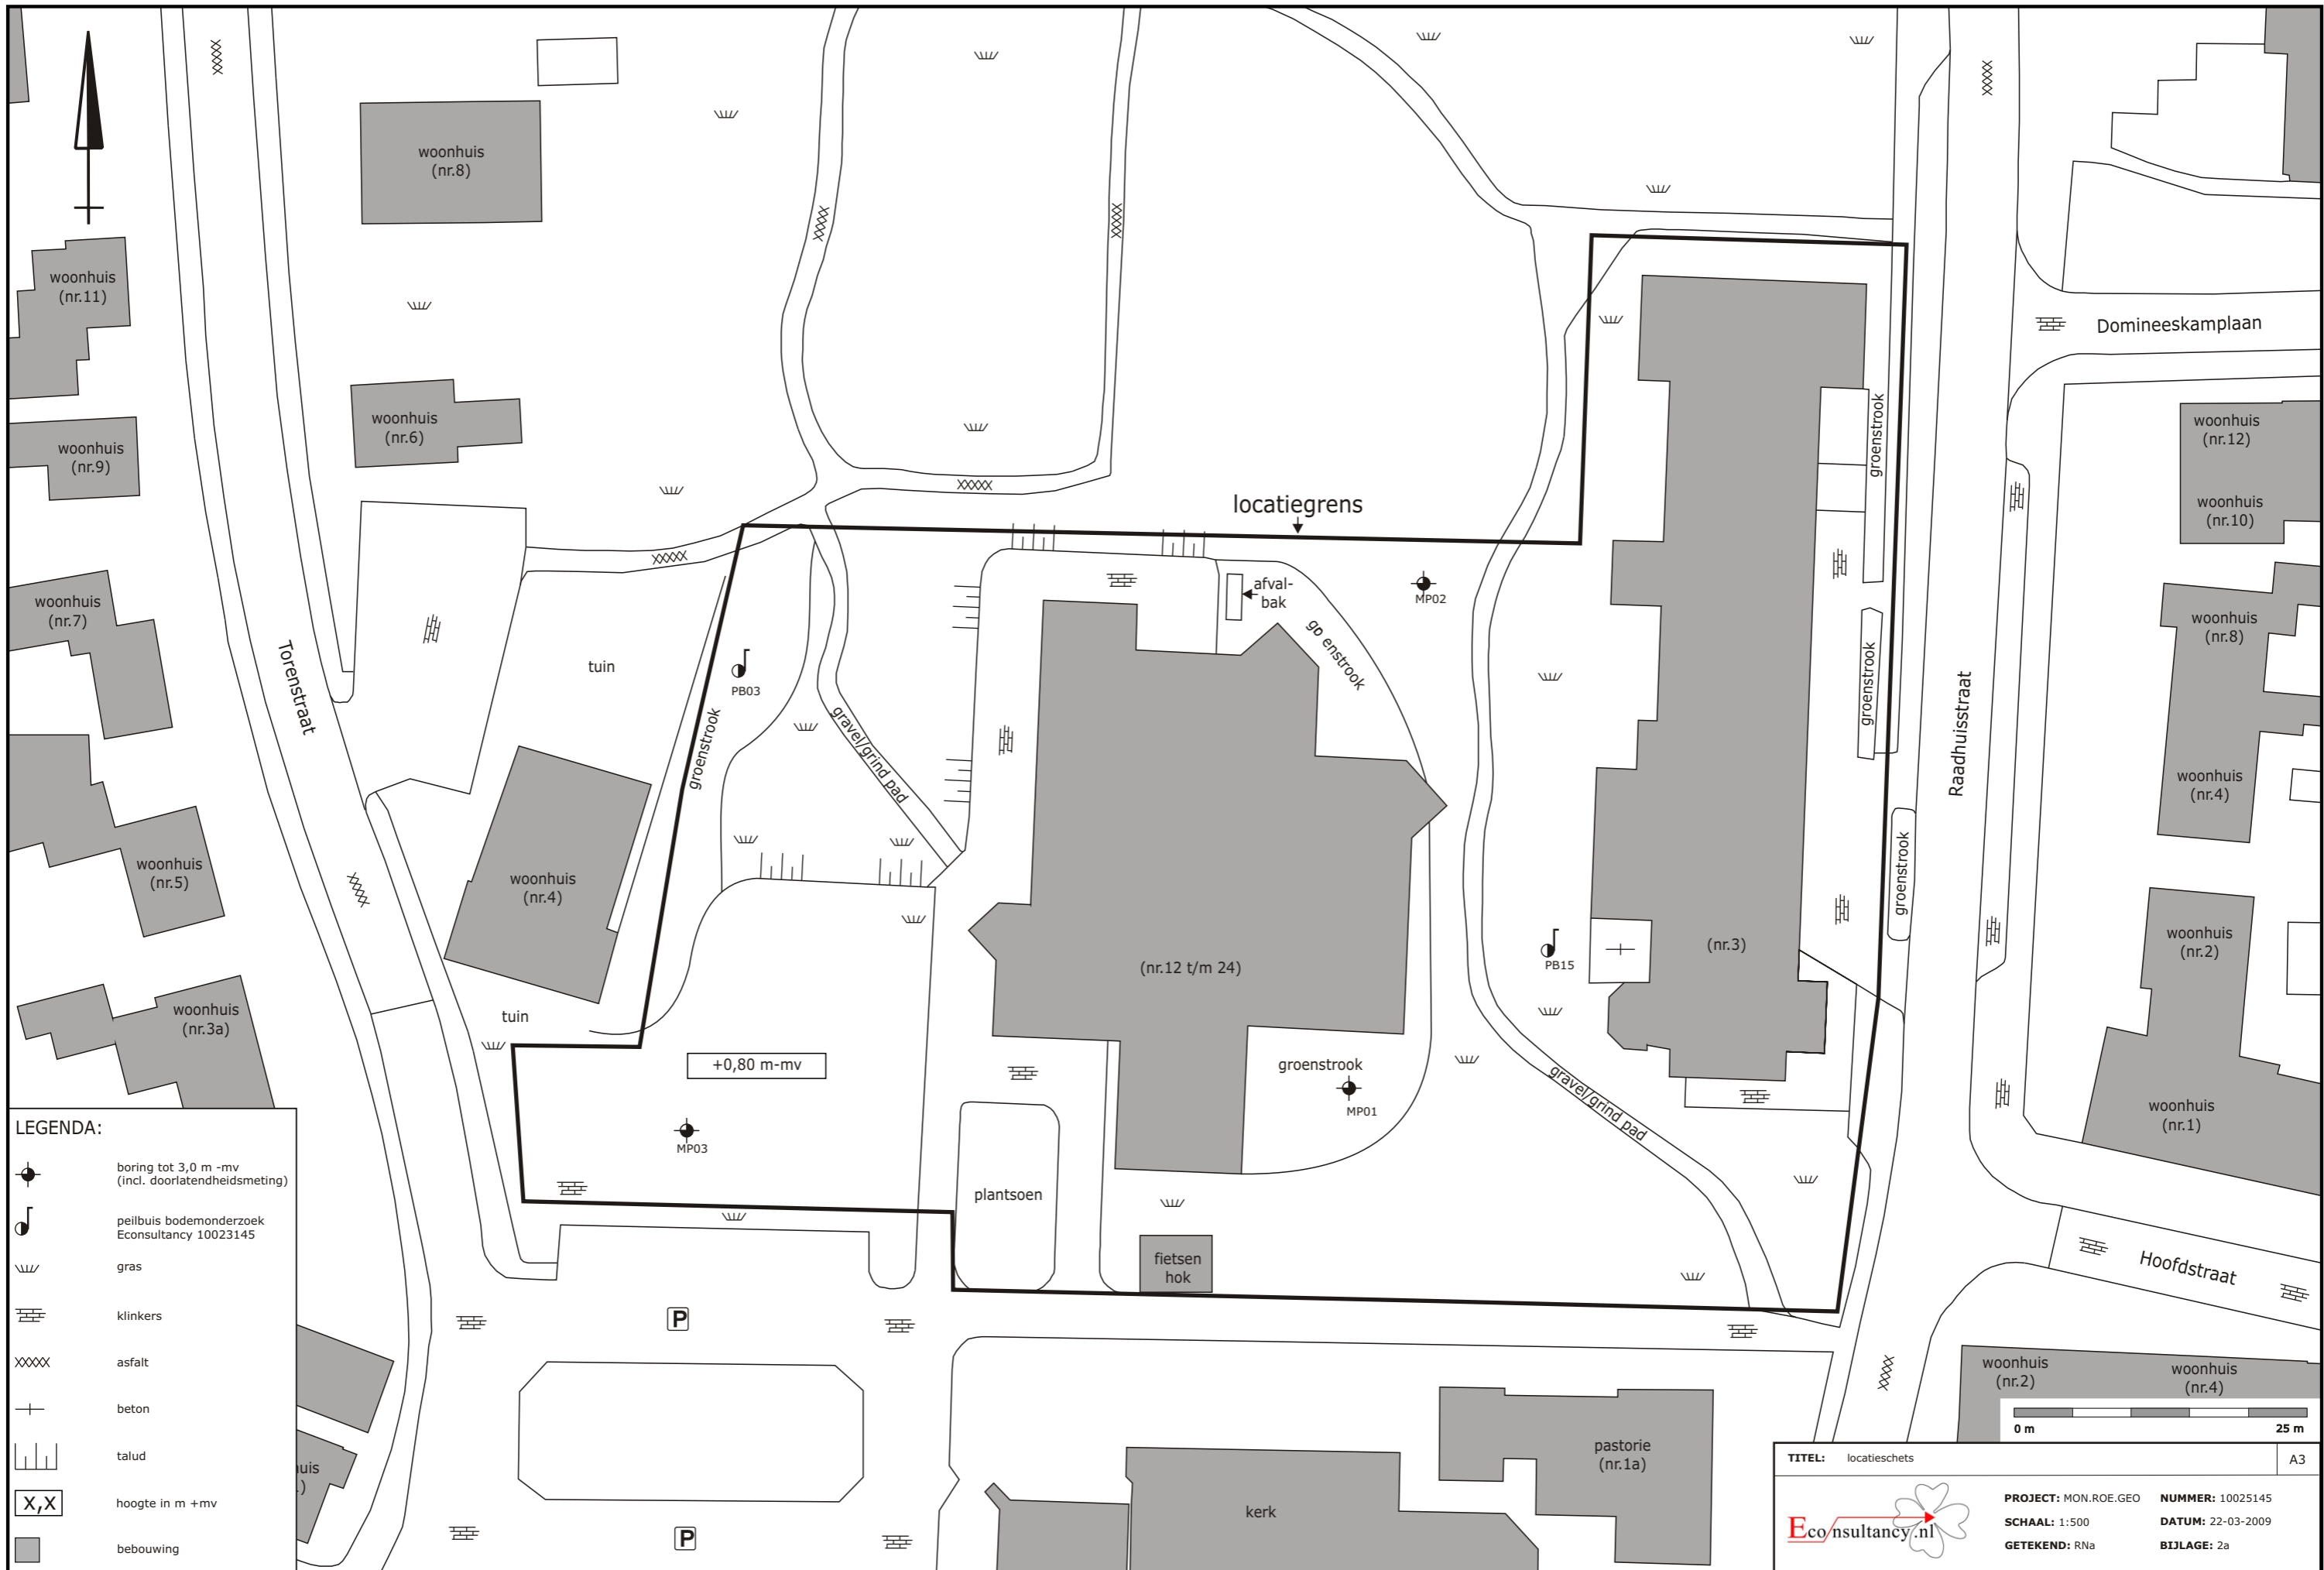 woonhuis
(nr.8)
woonhuis
(nr.11)
woonhuis
(nr.6)
woonhuis
(nr.9)
woonhuis
(nr.7)
woonhuis
(nr.5)
woonhuis
(nr.3a)
Torenstraat
tuin
woonhuis
(nr.4)
tuin
groenstrook
PB03
gravel/grind pad
locatiegrens
afval-
bak
go enstrook
MP02
(nr.12 t/m 24)
groenstrook
MP01
+0,80 m-mv
MP03
plantsoen
fietsen
hok
PB15
(nr.3)
gravel/grind pad
groenstrook
groenstrook
groenstrook
Raadhuisstraat
Domineeskamplaan
woonhuis
(nr.12)
woonhuis
(nr.10)
woonhuis
(nr.8)
woonhuis
(nr.4)
woonhuis
(nr.2)
woonhuis
(nr.1)
Hoofdstraat
woonhuis
(nr.2)
woonhuis
(nr.4)
P
P
kerk
pastorie
(nr.1a)
LEGENDA:
boring tot 3,0 m -mv
(incl. doorlatendheidsmeting)
peilbuis bodemonderzoek
Econsultancy 10023145
gras
klinkers
asfalt
beton
talud
X,X hoogte in m +mv
bebouwing
0 m 25 m
TITEL: locatieschets A3
Econsultancy.nl
PROJECT: MON.ROE.GEO NUMMER: 10025145
SCHAAL: 1:500 DATUM: 22-03-2009
GETEKEND: RNa BIJLAGE: 2a